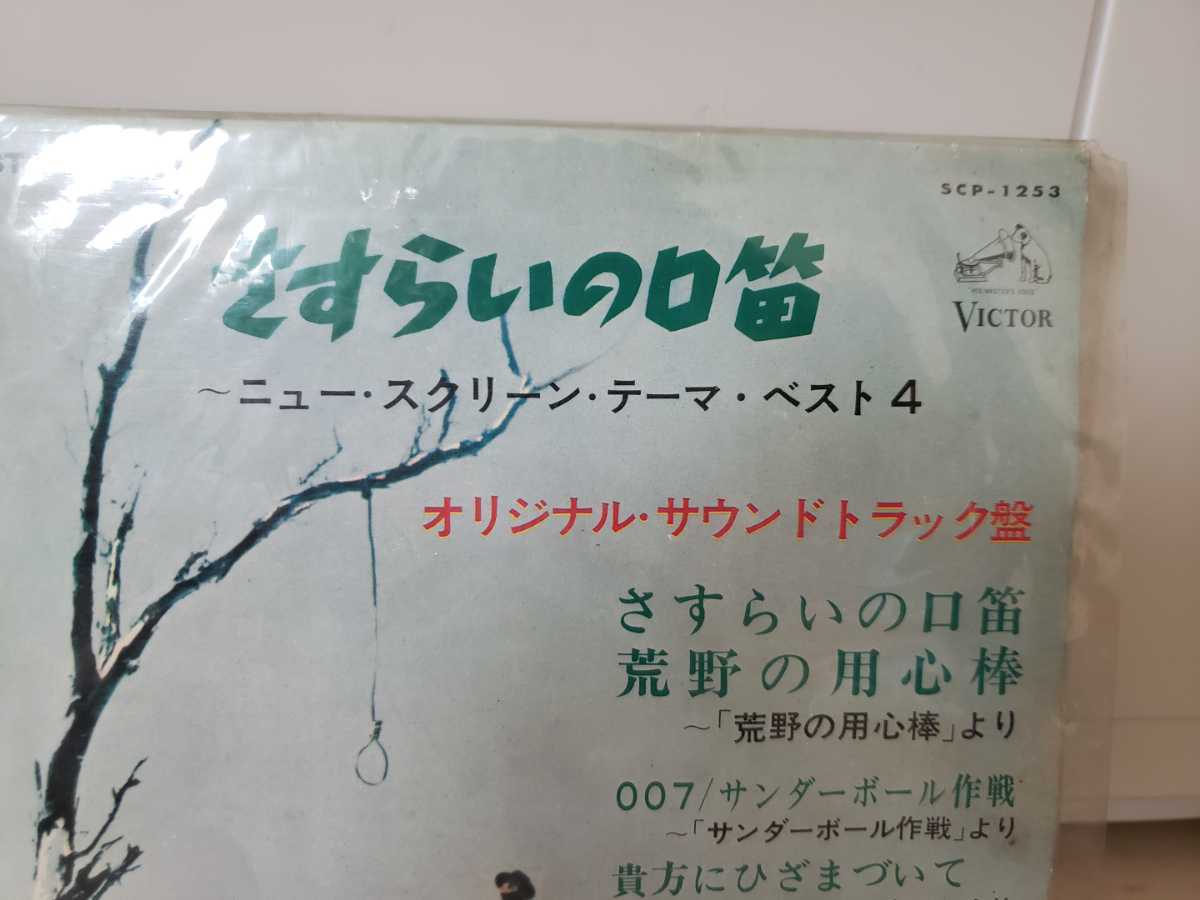 ST
SCP-1253
さすらいの口笛
"HIS MASTER'S VOICE"
VICTOR
～ニュー・スクリーン・テーマ・ベスト4
オリジナル・サウンドトラック盤
さすらいの口笛
荒野の用心棒
～「荒野の用心棒」より
007/サンダーボール作戦
～「サンダーボール作戦」より
貴方にひざまづいて